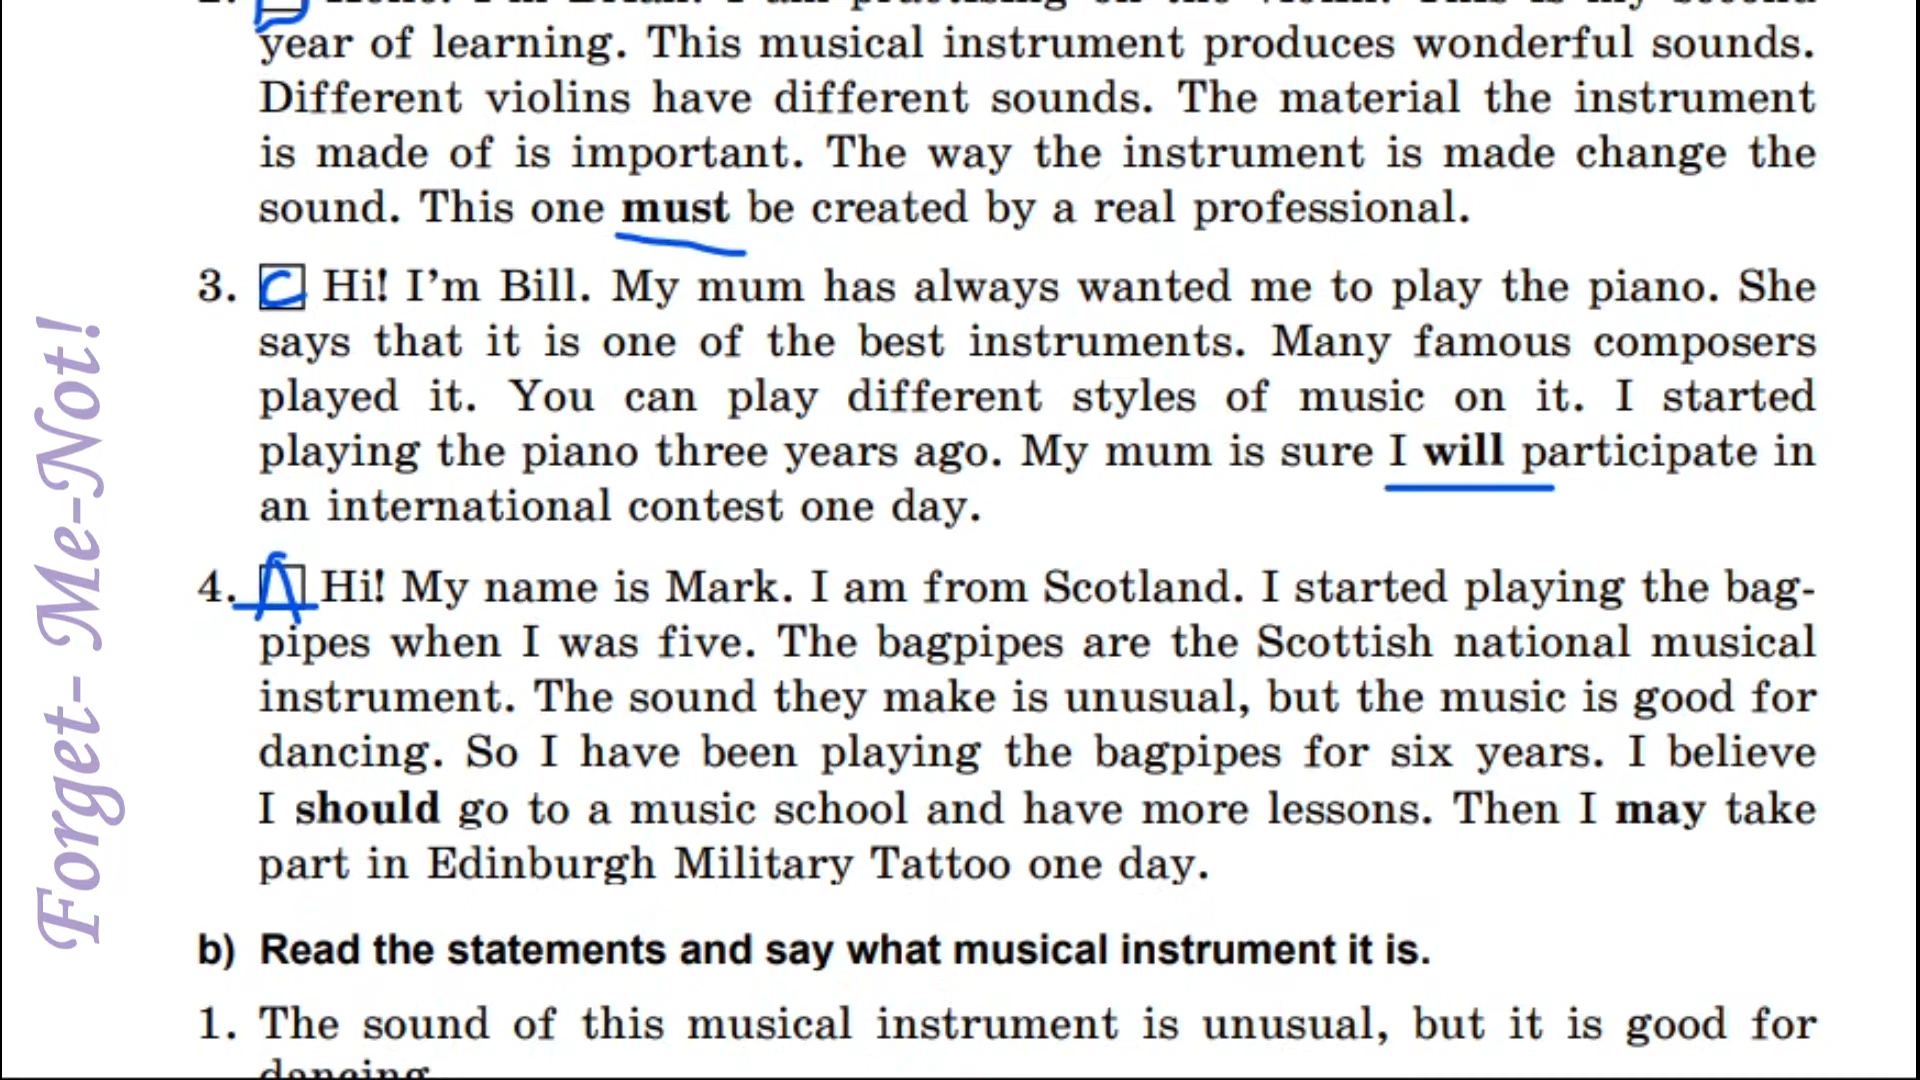 year of learning. This musical instrument produces wonderful sounds.
Different violins have different sounds. The material the instrument
is made of is important. The way the instrument is made change the
sound. This one must be created by a real professional.
3. C Hi! I’m Bill. My mum has always wanted me to play the piano. She
says that it is one of the best instruments. Many famous composers
played it. You can play different styles of music on it. I started
playing the piano three years ago. My mum is sure I will participate in
an international contest one day.
4. A Hi! My name is Mark. I am from Scotland. I started playing the bag-
pipes when I was five. The bagpipes are the Scottish national musical
instrument. The sound they make is unusual, but the music is good for
dancing. So I have been playing the bagpipes for six years. I believe
I should go to a music school and have more lessons. Then I may take
part in Edinburgh Military Tattoo one day.
b) Read the statements and say what musical instrument it is.
1. The sound of this musical instrument is unusual, but it is good for
dancing.
Forget- Me-Not!